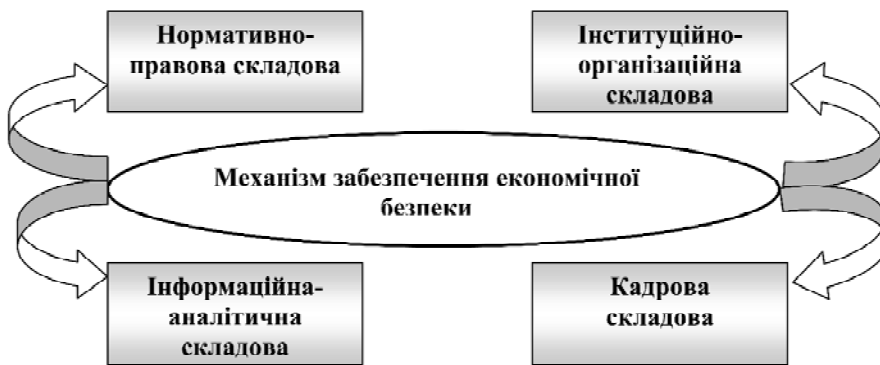 Нормативно-
правова складова
Інституційно-
організаційна
складова
Механізм забезпечення економічної
безпеки
Інформаційна-
аналітична
складова
Кадрова
складова